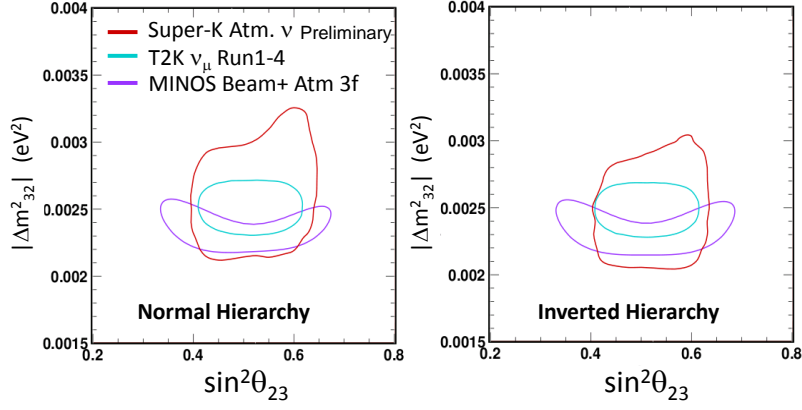 0.004
0.0035
0.003
0.0025
0.002
0.0015
|Δm²₃₂| (eV²)
Super-K Atm. ν Preliminary
T2K νμ Run1-4
MINOS Beam+ Atm 3f
Normal Hierarchy
0.2 0.4 0.6 0.8
sin²θ₂₃
0.004
0.0035
0.003
0.0025
0.002
0.0015
|Δm²₃₂| (eV²)
Inverted Hierarchy
0.2 0.4 0.6 0.8
sin²θ₂₃